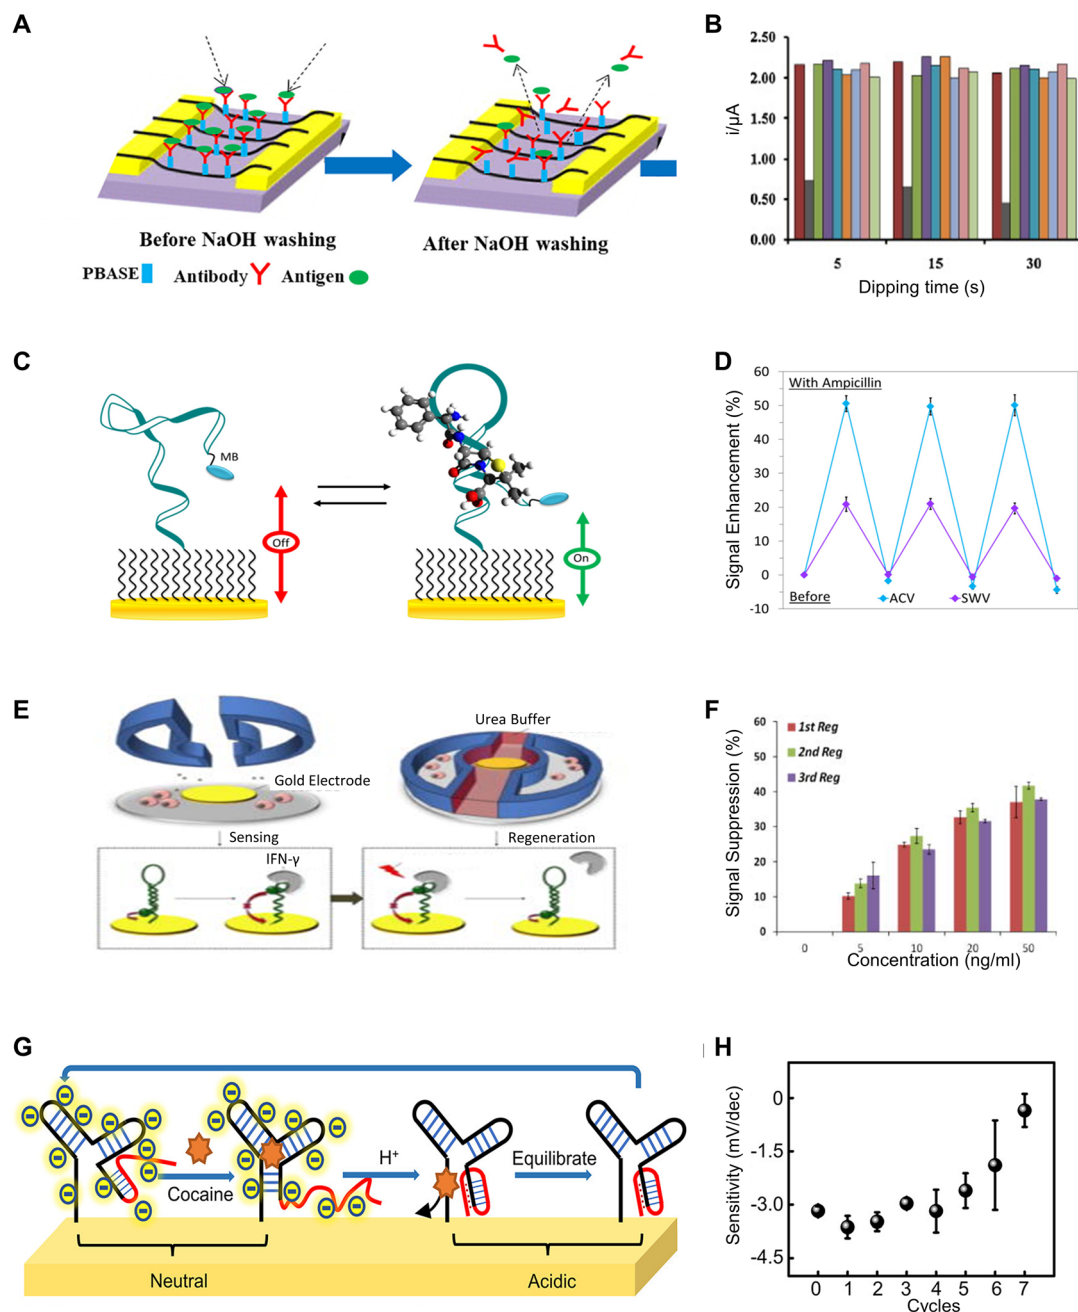 A
Before NaOH washing
After NaOH washing
PBASE Antibody Antigen
B
2.50
2.00
1.50
1.00
0.50
0.00
i/µA
5 15 30
Dipping time (s)
C
MB
Off
On
D
60
50
40
30
20
10
0
-10
Signal Enhancement (%)
With Ampicillin
Before
ACV SWV
E
Urea Buffer
Gold Electrode
Sensing
Regeneration
IFN-γ
F
60
50
40
30
20
10
0
Signal Suppression (%)
1st Reg
2nd Reg
3rd Reg
0 5 10 20 50
Concentration (ng/ml)
G
Cocaine
H⁺
Equilibrate
Neutral
Acidic
H
0
-1.5
-3.0
-4.5
Sensitivity (mV/dec)
0 1 2 3 4 5 6 7
Cycles